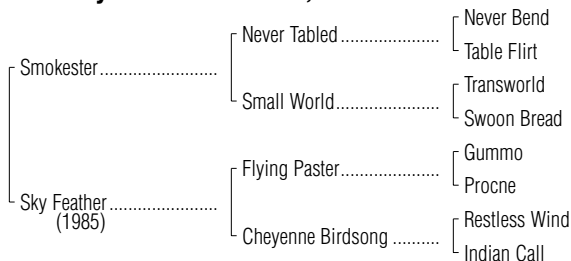 Never Bend
Never Tabled
Table Flirt
Smokester
Transworld
Small World
Swoon Bread
Gummo
Flying Paster
Procne
Sky Feather
(1985)
Restless Wind
Cheyenne Birdsong
Indian Call